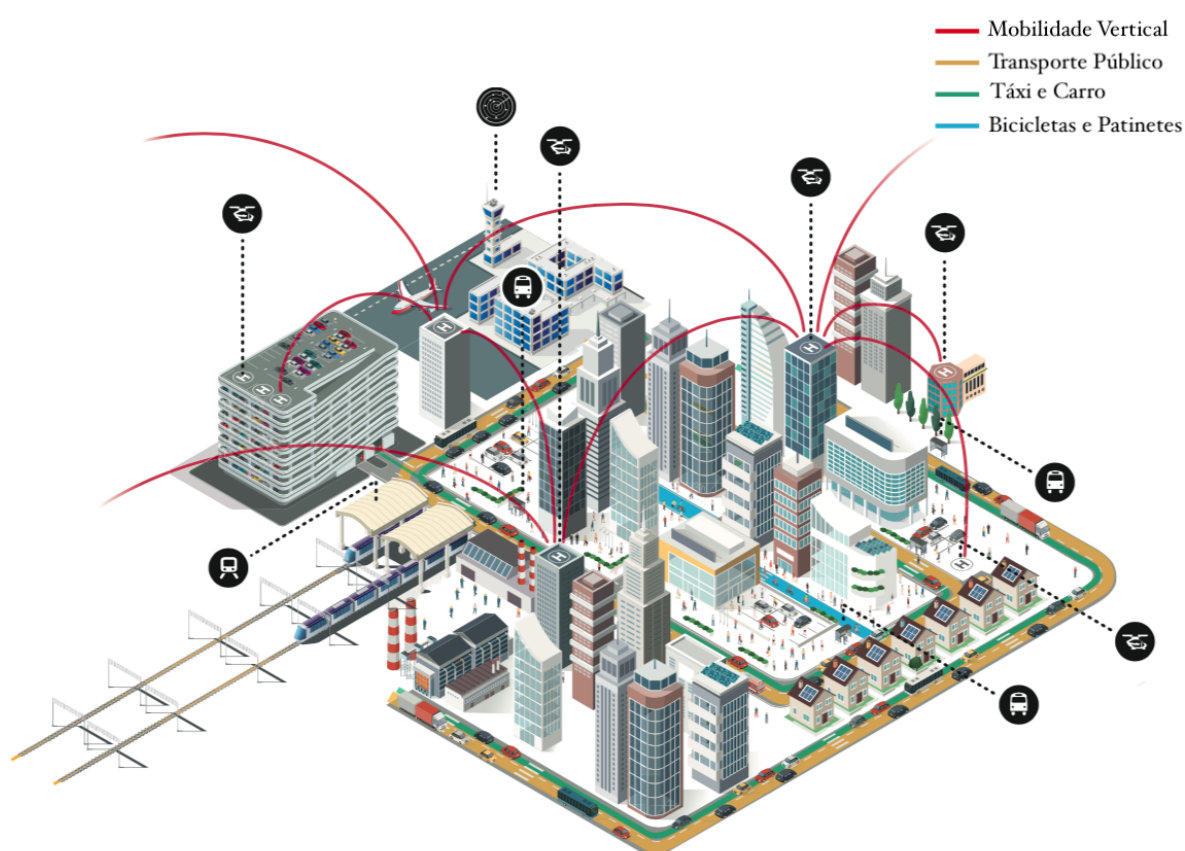 Mobilidade Vertical
Transporte Público
Táxi e Carro
Bicicletas e Patinetes
H
H
H
H
H
H
H
H